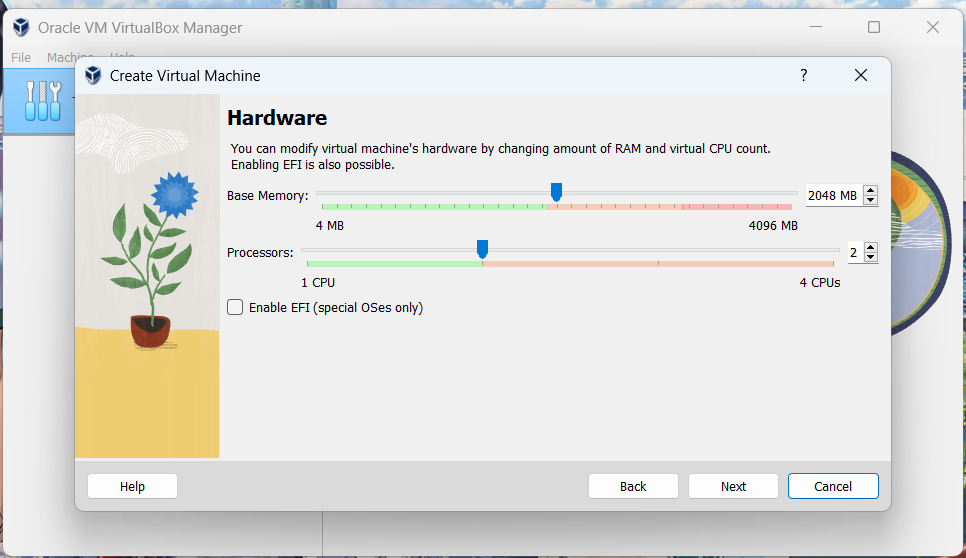 Oracle VM VirtualBox Manager
File Machine Help
Create Virtual Machine
?
Hardware
You can modify virtual machine's hardware by changing amount of RAM and virtual CPU count.
Enabling EFI is also possible.
Base Memory:
2048 MB
4 MB
4096 MB
Processors:
2
1 CPU
4 CPUs
Enable EFI (special OSes only)
Help
Back
Next
Cancel